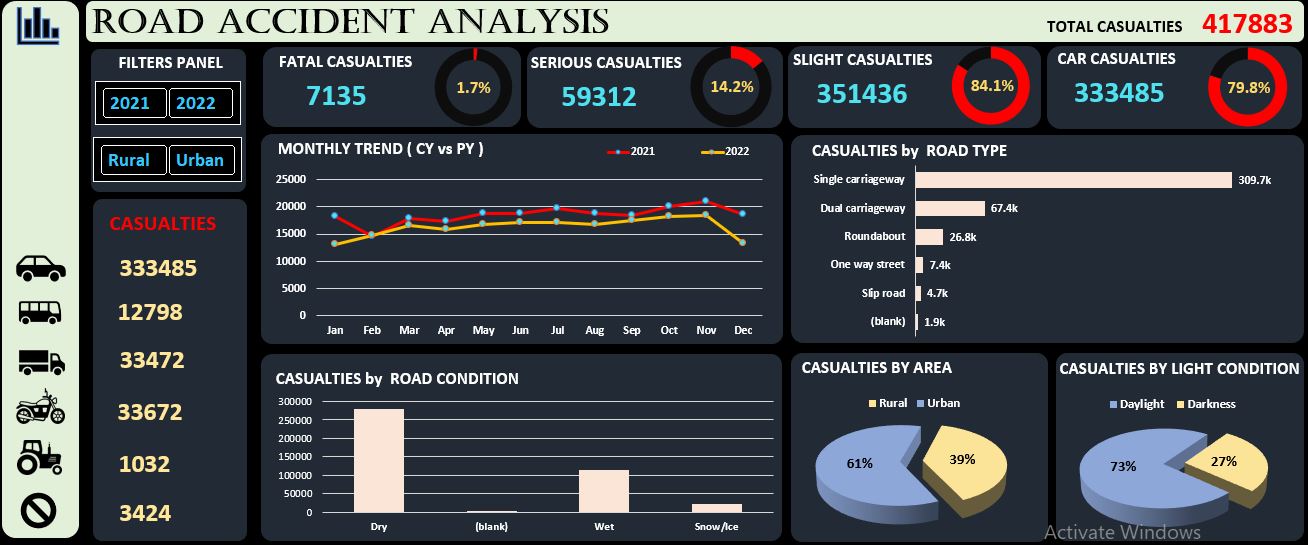 ROAD ACCIDENT ANALYSIS
TOTAL CASUALTIES 417883
FILTERS PANEL
2021 2022
Rural Urban
FATAL CASUALTIES
7135
1.7%
SERIOUS CASUALTIES
59312
14.2%
SLIGHT CASUALTIES
351436
84.1%
CAR CASUALTIES
333485
79.8%
CASUALTIES
333485
12798
33472
33672
1032
3424
MONTHLY TREND ( CY vs PY )
2021 2022
25000
20000
15000
10000
5000
0
Jan Feb Mar Apr May Jun Jul Aug Sep Oct Nov Dec
CASUALTIES by ROAD TYPE
Single carriageway 309.7k
Dual carriageway 67.4k
Roundabout 26.8k
One way street 7.4k
Slip road 4.7k
(blank) 1.9k
CASUALTIES by ROAD CONDITION
300000
250000
200000
150000
100000
50000
0
Dry (blank) Wet Snow/Ice
CASUALTIES BY AREA
Rural Urban
61% 39%
CASUALTIES BY LIGHT CONDITION
Daylight Darkness
73% 27%
Activate Windows